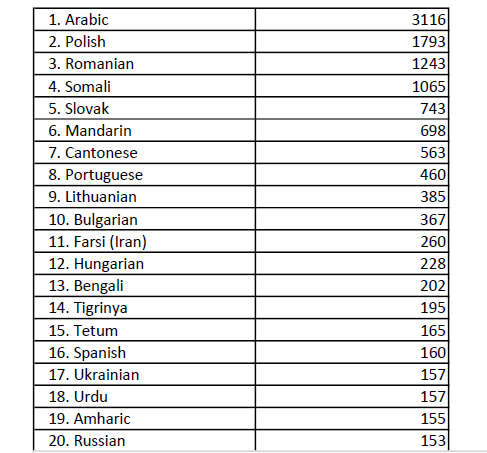 1. Arabic 3116
2. Polish 1793
3. Romanian 1243
4. Somali 1065
5. Slovak 743
6. Mandarin 698
7. Cantonese 563
8. Portuguese 460
9. Lithuanian 385
10. Bulgarian 367
11. Farsi (Iran) 260
12. Hungarian 228
13. Bengali 202
14. Tigrinya 195
15. Tetum 165
16. Spanish 160
17. Ukrainian 157
18. Urdu 157
19. Amharic 155
20. Russian 153